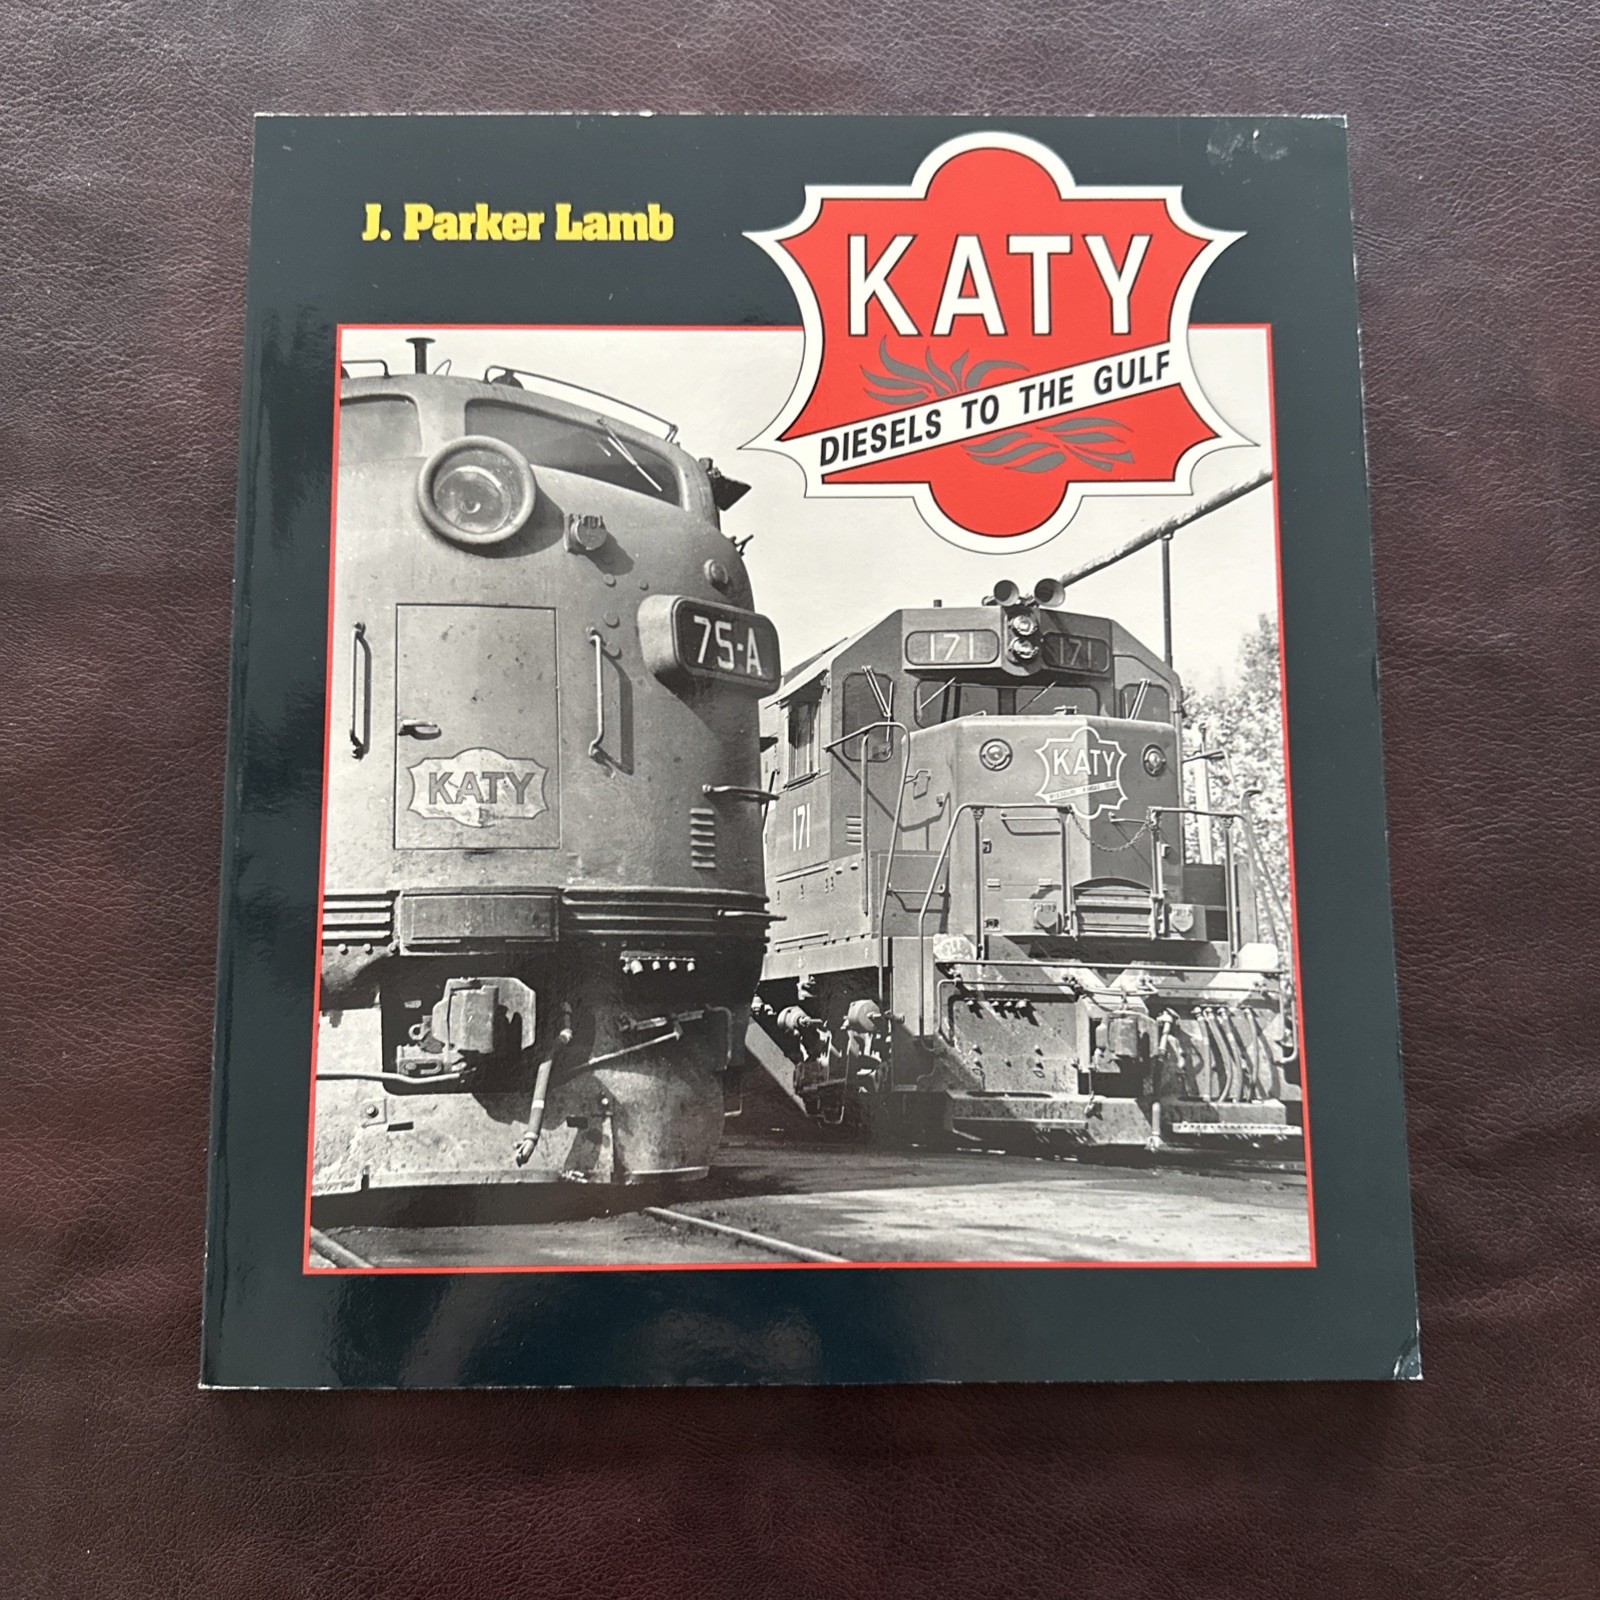 J. Parker Lamb
KATY
DIESELS TO THE GULF
75-A
171
171
KATY
171
KATY